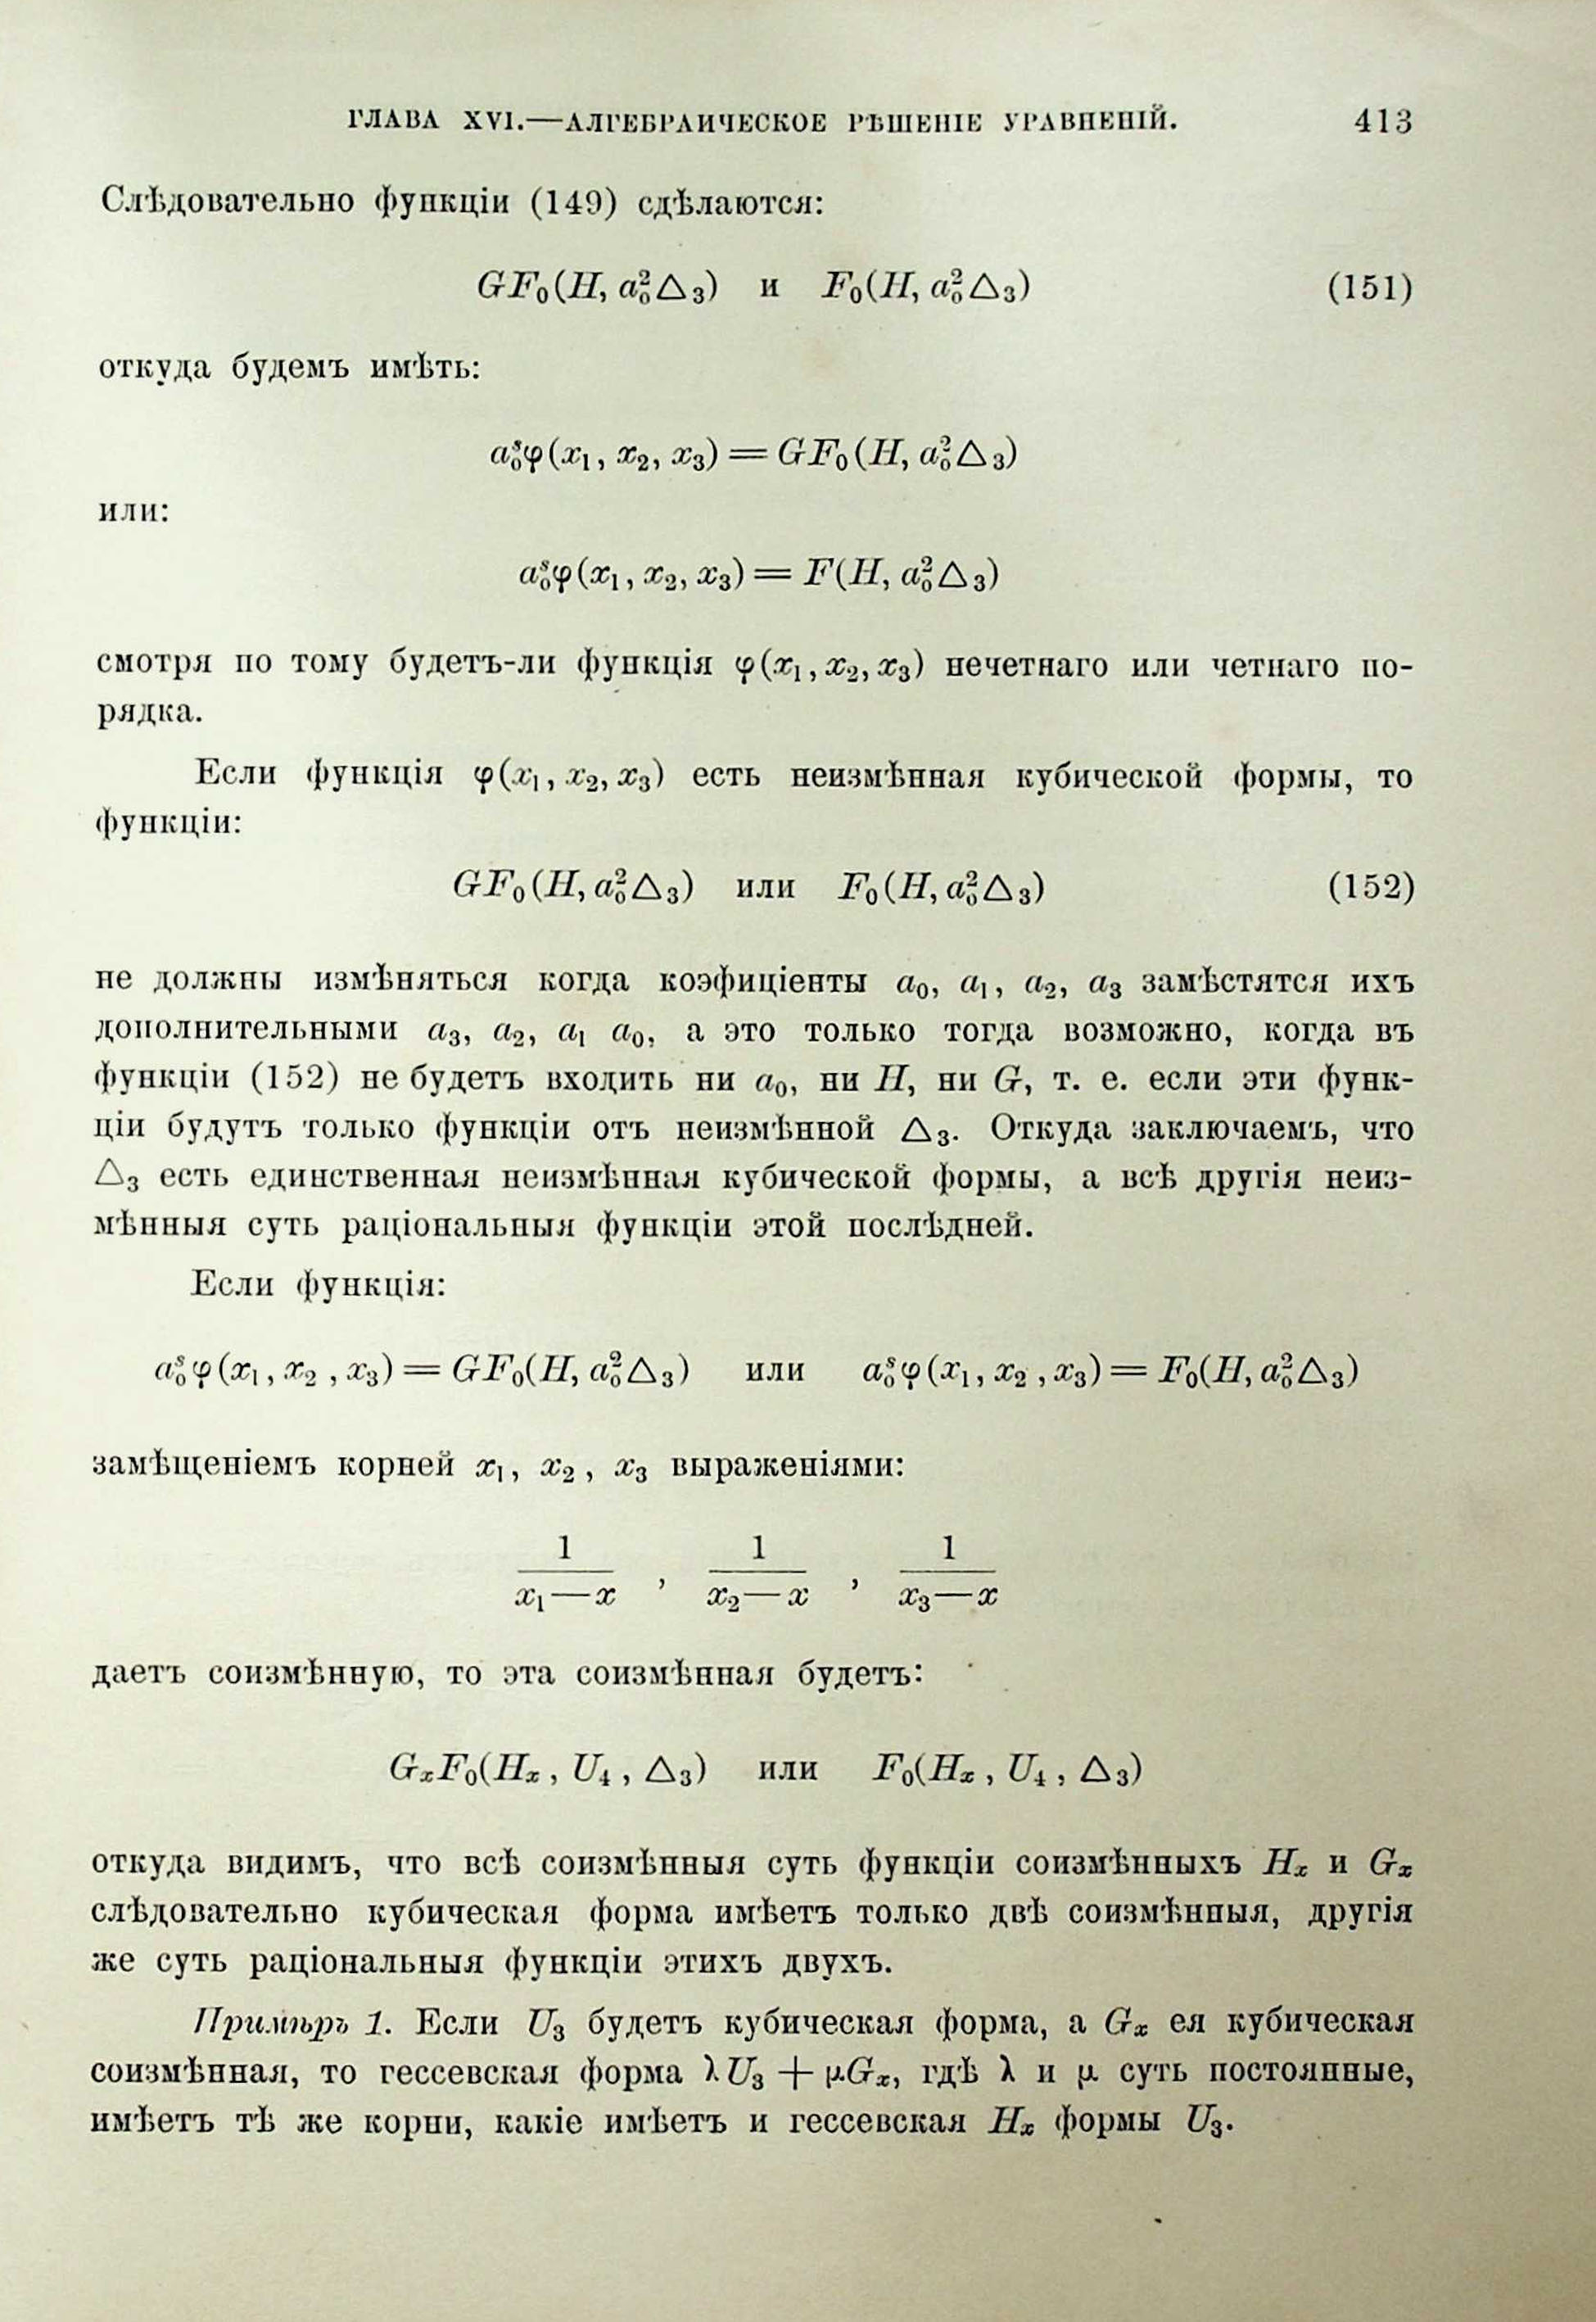 ГЛАВА XVI.—АЛГЕБРАИЧЕСКОЕ РѢШЕНІЕ УРАВНЕНІЙ. 413
Слѣдовательно функціи (149) сдѣлаются:
GF₀(H, a₀²△₃) и F₀(H, a₀²△₃) (151)
откуда будемъ имѣть:
a₀ˢφ(x₁, x₂, x₃) = GF₀(H, a₀²△₃)
или:
a₀ˢφ(x₁, x₂, x₃) = F(H, a₀²△₃)
смотря по тому будетъ-ли функція φ(x₁, x₂, x₃) нечетнаго или четнаго по-
рядка.
Если функція φ(x₁, x₂, x₃) есть неизмѣнная кубической формы, то
функціи:
GF₀(H, a₀²△₃) или F₀(H, a₀²△₃) (152)
не должны измѣняться когда коэфиціенты a₀, a₁, a₂, a₃ замѣстятся ихъ
дополнительными a₃, a₂, a₁ a₀, а это только тогда возможно, когда въ
функціи (152) не будетъ входить ни a₀, ни H, ни G, т. е. если эти функ-
ціи будутъ только функціи отъ неизмѣнной △₃. Откуда заключаемъ, что
△₃ есть единственная неизмѣнная кубической формы, а всѣ другія неиз-
мѣнныя суть раціональныя функціи этой послѣдней.
Если функція:
a₀ˢφ(x₁, x₂, x₃) = GF₀(H, a₀²△₃) или a₀ˢφ(x₁, x₂, x₃) = F₀(H, a₀²△₃)
замѣщеніемъ корней x₁, x₂, x₃ выраженіями:
1 1 1
x₁—x , x₂—x , x₃—x
даетъ соизмѣнную, то эта соизмѣнная будетъ:
GₓF₀(Hₓ, U₄, △₃) или F₀(Hₓ, U₄, △₃)
откуда видимъ, что всѣ соизмѣнныя суть функціи соизмѣнныхъ Hₓ и Gₓ
слѣдовательно кубическая форма имѣетъ только двѣ соизмѣнныя, другія
же суть раціональныя функціи этихъ двухъ.
Примѣръ 1. Если U₃ будетъ кубическая форма, а Gₓ ея кубическая
соизмѣнная, то гессевская форма λU₃ + μGₓ, гдѣ λ и μ суть постоянные,
имѣетъ тѣ же корни, какіе имѣетъ и гессевская Hₓ формы U₃.